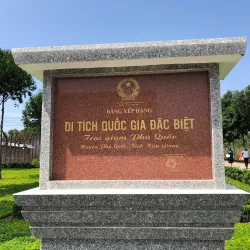 BẰNG XẾP HẠNG
DI TÍCH QUỐC GIA ĐẶC BIỆT
Trại giam Phú Quốc
Huyện Phú Quốc, Tỉnh Kiên Giang